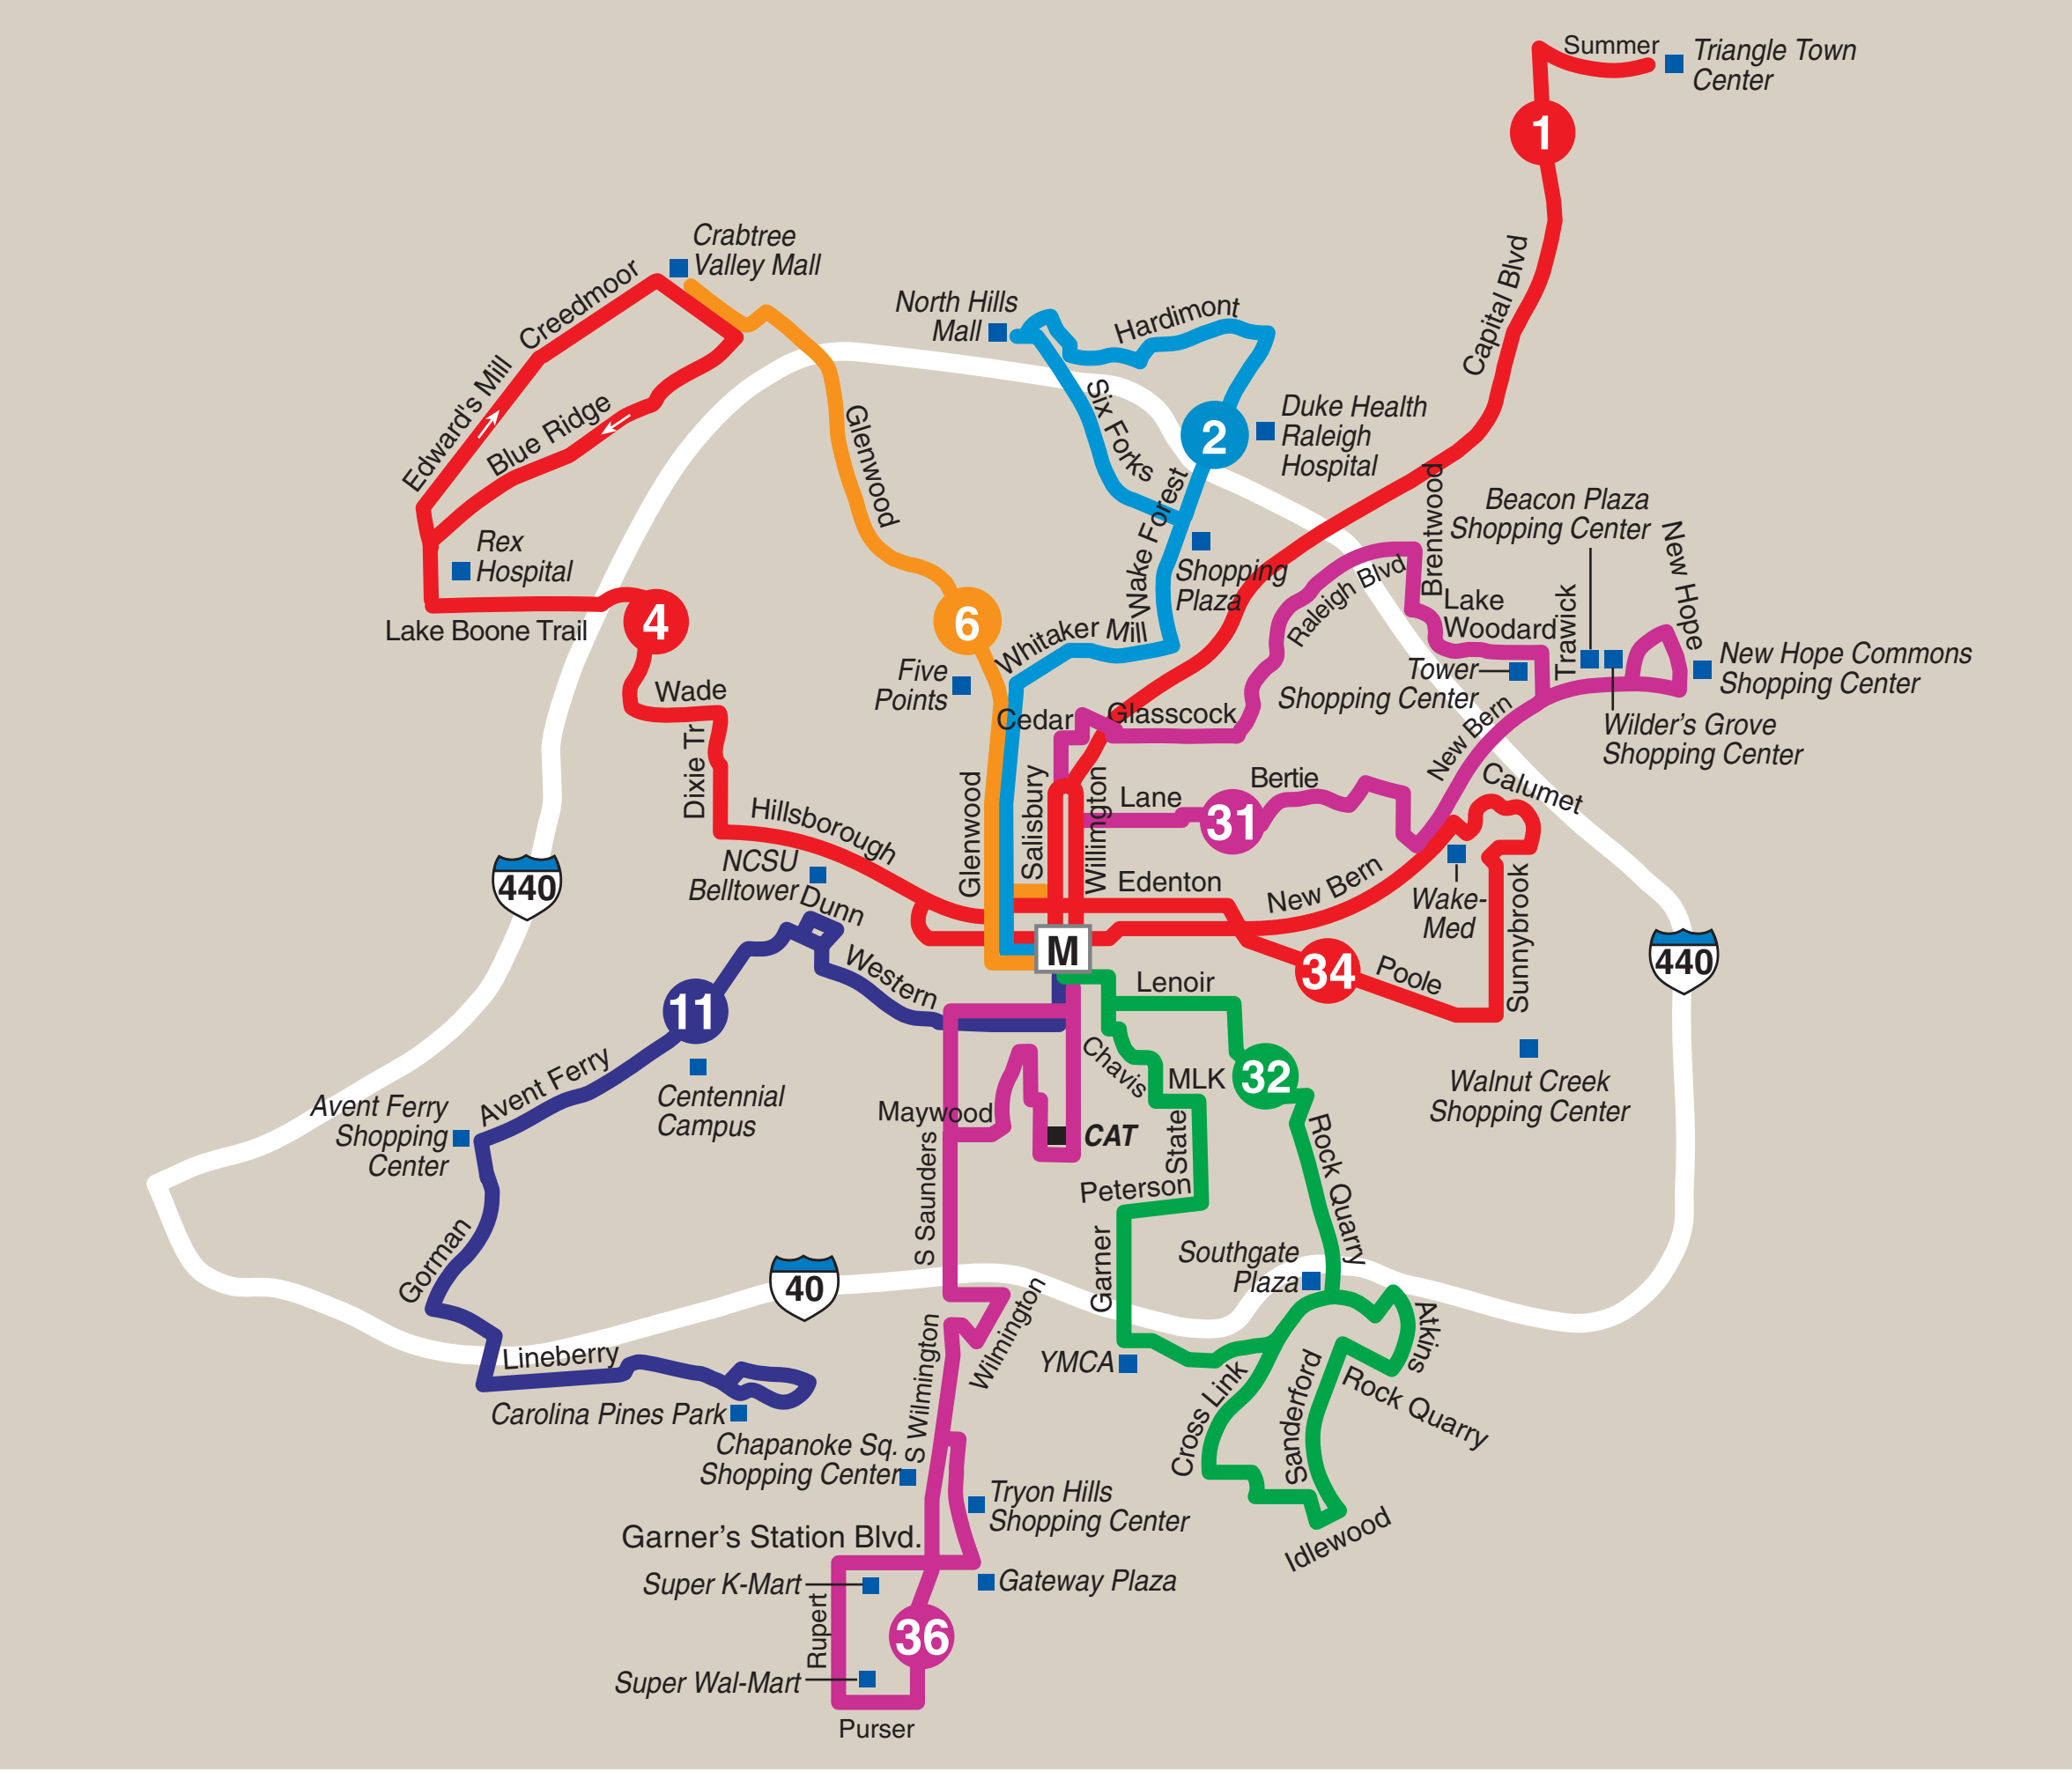 Summer
Triangle Town
Center
1
Capital Blvd
Crabtree
Valley Mall
Creedmoor
Edward's Mill
Blue Ridge
Glenwood
North Hills
Mall
Hardimont
Six Forks
2
Duke Health
Raleigh
Hospital
Wake Forest
Shopping
Plaza
Brentwood
Beacon Plaza
Shopping Center
New Hope
Rex
Hospital
Lake Boone Trail
4
6
Whitaker Mill
Raleigh Blvd
Lake
Woodard
Trawick
Five
Points
Tower
Shopping Center
New Hope Commons
Shopping Center
Wilder’s Grove
Shopping Center
Wade
Dixie Tr
Cedar
Glasscock
New Bern
Calumet
Hillsborough
Glenwood
Salisbury
Willimgton
Lane
31
Bertie
440
NCSU
Belltower
Dunn
Edenton
New Bern
Wake-
Med
Sunnybrook
440
M
11
Western
34
Poole
Lenoir
Walnut Creek
Shopping Center
Centennial
Campus
Avent Ferry
Avent Ferry
Shopping
Center
Maywood
CAT
Chavis
MLK
32
State
Rock Quarry
Peterson
S Saunders
Garner
Southgate
Plaza
Gorman
40
Wilmington
S Wilmington
YMCA
Atkins
Lineberry
Carolina Pines Park
Cross Link
Sanderford
Rock Quarry
Chapanoke Sq.
Shopping Center
Tryon Hills
Shopping Center
Idlewood
Garner’s Station Blvd.
Super K-Mart
Gateway Plaza
Rupert
36
Super Wal-Mart
Purser